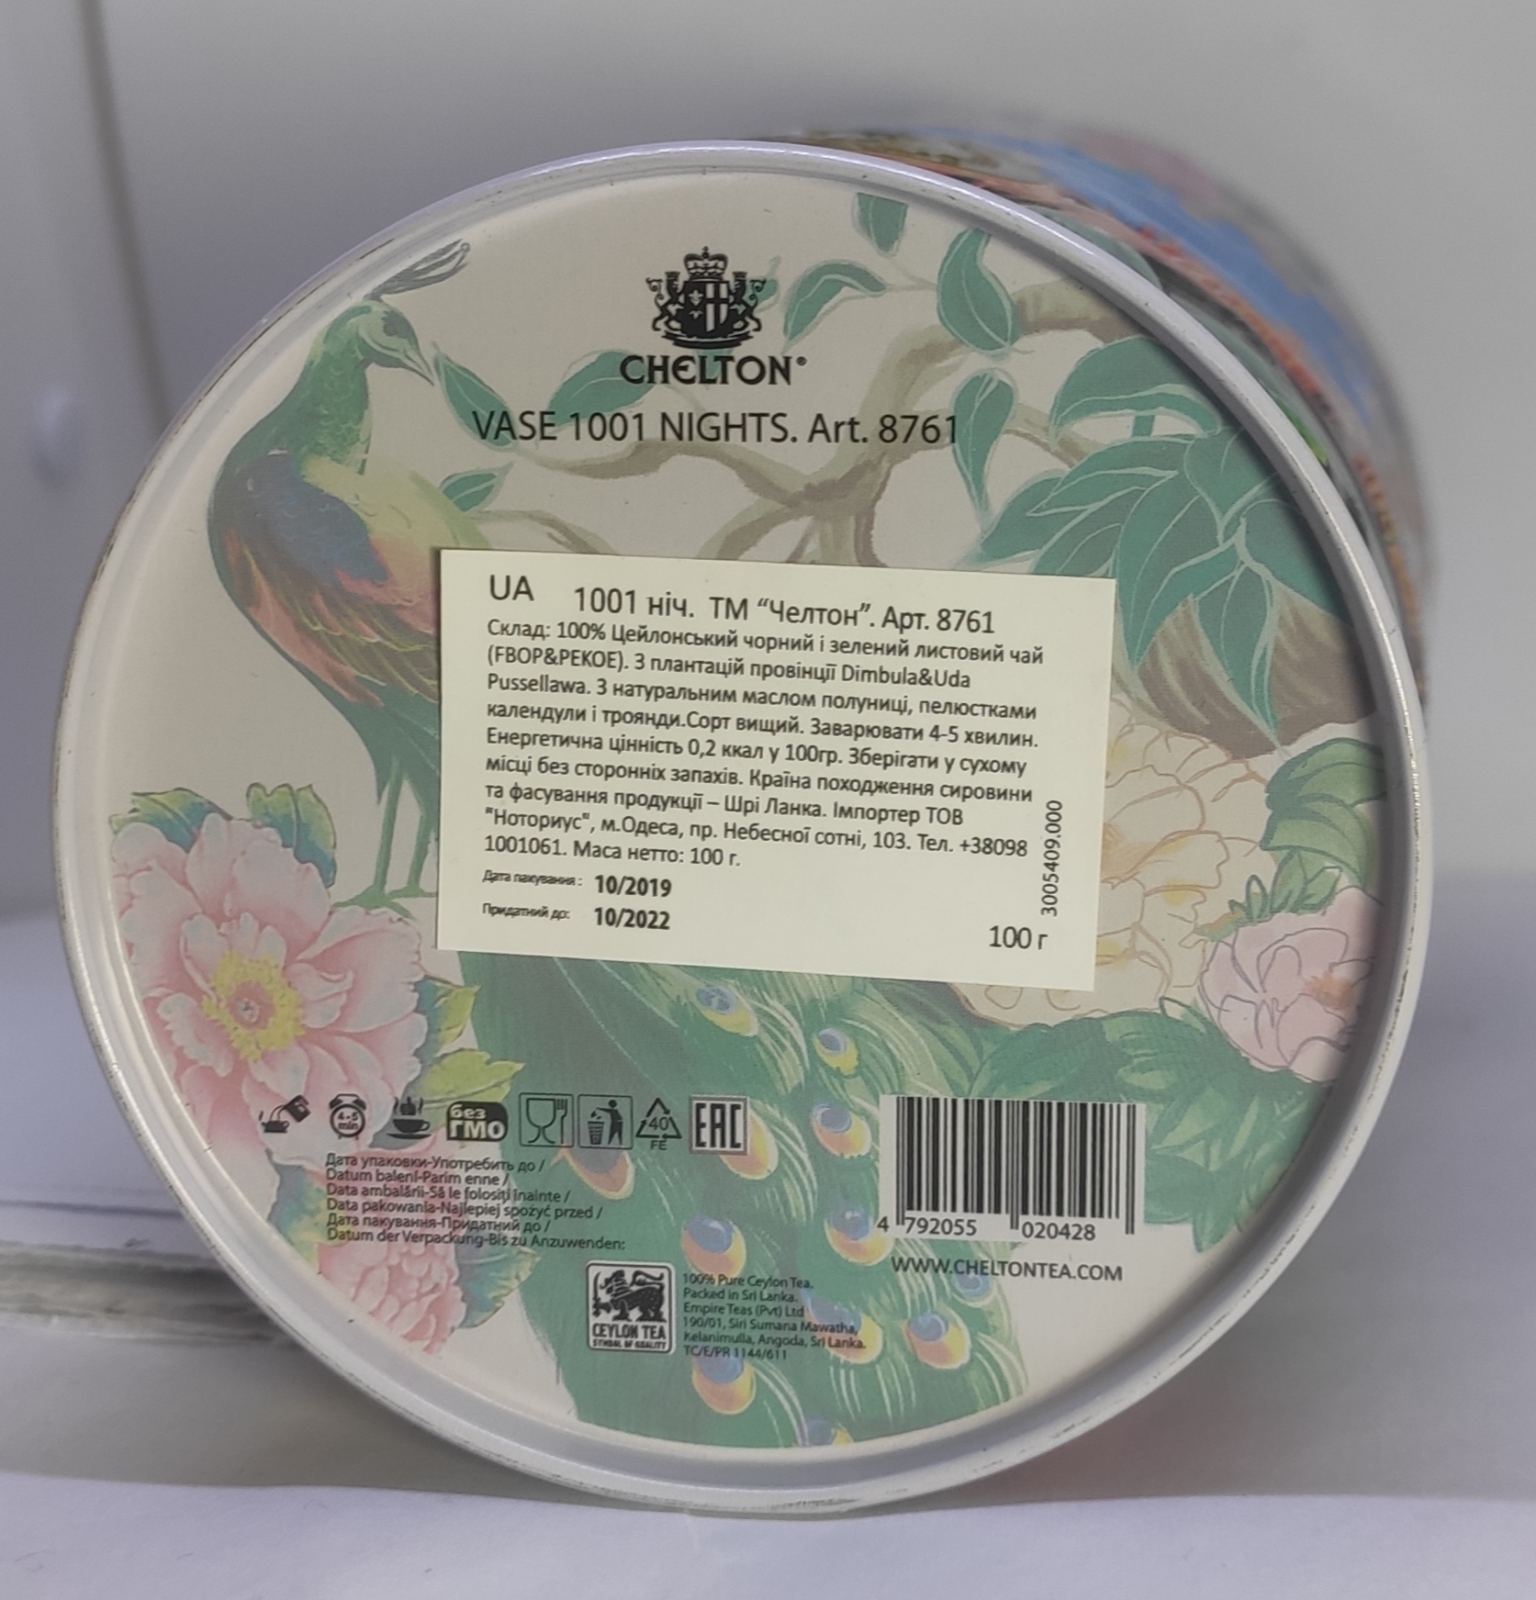 CHELTON®
VASE 1001 NIGHTS. Art. 8761
UA 1001 ніч. ТМ “Челтон”. Арт. 8761
Склад: 100% Цейлонський чорний і зелений листовий чай
(FBOP&PEKOE). З плантацій провінції Dimbula&Uda
Pussellawa. З натуральним маслом полуниці, пелюстками
календули і троянди.Сорт вищий. Заварювати 4-5 хвилин.
Енергетична цінність 0,2 ккал у 100гр. Зберігати у сухому
місці без сторонніх запахів. Країна походження сировини
та фасування продукції – Шрі Ланка. Імпортер ТОВ
"Ноториус", м.Одеса, пр. Небесної сотні, 103. Тел. +38098
1001061. Маса нетто: 100 г.
Дата пакування : 10/2019
Придатний до: 10/2022
100 г
3005409.000
4-5
min
без
ГМО
40
FE
EAC
Дата упаковки-Употребить до /
Datum balení-Parim enne /
Data ambalării-Să le folosiți înainte /
Data pakowania-Najlepiej spożyć przed /
Дата пакування-Придатний до /
Datum der Verpackung-Bis zu Anzuwenden:
4 792055 020428
WWW.CHELTONTEA.COM
CEYLON TEA
SYMBOL OF QUALITY
100% Pure Ceylon Tea.
Packed in Sri Lanka.
Empire Teas (Pvt) Ltd
190/01, Siri Sumana Mawatha,
Kelanimulla, Angoda, Sri Lanka.
TC/E/PR 1144/611